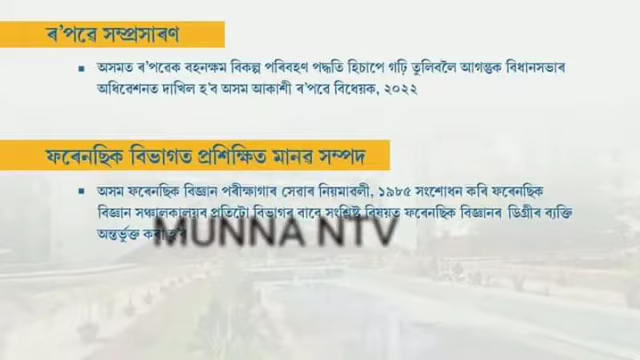 ৰ’পৱে সম্প্ৰসাৰণ
▪ অসমত ৰ’পৱেক বহনক্ষম বিকল্প পৰিবহণ পদ্ধতি হিচাপে গঢ়ি তুলিবলৈ আগন্তুক বিধানসভাৰ
অধিৱেশনত দাখিল হ’ব অসম আকাশী ৰ’পৱে বিধেয়ক, ২০২২
ফৰেনছিক বিভাগত প্ৰশিক্ষিত মানৱ সম্পদ
▪ অসম ফৰেনছিক বিজ্ঞান পৰীক্ষাগাৰ সেৱাৰ নিয়মাৱলী, ১৯৮৫ সংশোধন কৰি ফৰেনছিক
বিজ্ঞান সঞ্চালকালয়ৰ প্ৰতিটো বিভাগৰ বাবে সংশ্লিষ্ট বিষয়ত ফৰেনছিক বিজ্ঞানৰ ডিগ্ৰীৰ ব্যক্তি
অন্তৰ্ভুক্ত
MUNNA NTV